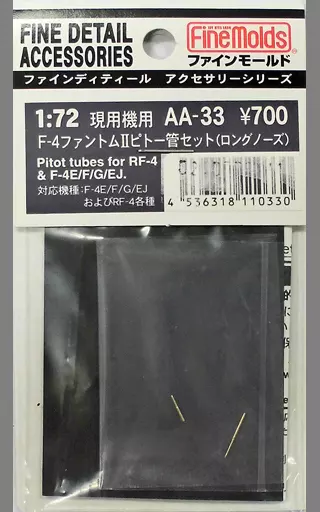 FINE DETAIL
ACCESSORIES
FineMolds
ファインモールド
ファインディティール アクセサリーシリーズ
1:72 現用機用 AA-33 ¥700
F-4ファントムⅡピトー管セット(ロングノーズ)
Pitot tubes for RF-4
& F-4E/F/G/EJ.
対応機種:F-4E/F/G/EJ
およびRF-4各種
4 536318 110330